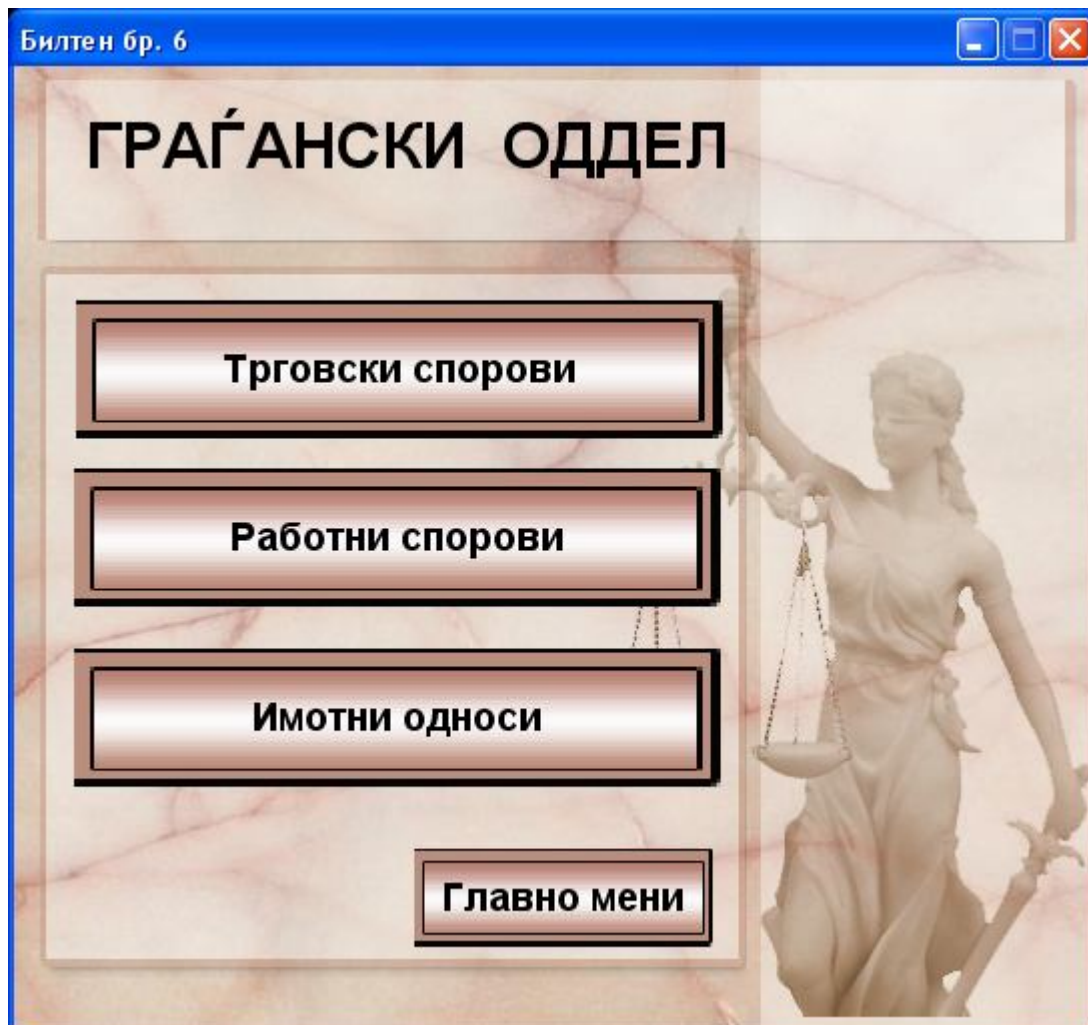 Билтен бр. 6
ГРАЃАНСКИ ОДДЕЛ
Трговски спорови
Работни спорови
Имотни односи
Главно мени